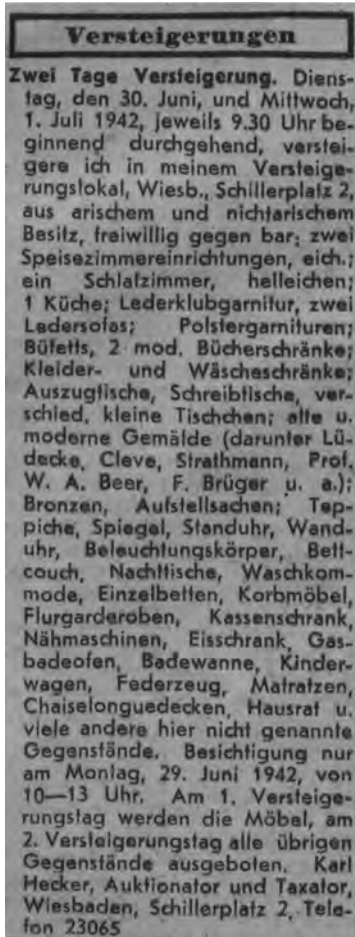 Versteigerungen
Zwei Tage Versteigerung. Diens-
tag, den 30. Juni, und Mittwoch,
1. Juli 1942, jeweils 9.30 Uhr be-
ginnend durchgehend, verstei-
gere ich in meinem Versteige-
rungslokal, Wiesb., Schillerplatz 2,
aus arischem und nichtarischem
Besitz, freiwillig gegen bar: zwei
Speisezimmereinrichtungen, eich.;
ein Schlafzimmer, helleichen;
1 Küche; Lederklubgarnitur, zwei
Ledersofas; Polstergarnituren;
Büfetts, 2 mod. Bücherschränke;
Kleider- und Wäscheschränke;
Auszugtische, Schreibtische, ver-
schied. kleine Tischchen; alte u.
moderne Gemälde (darunter Lü-
decke, Cleve, Strathmann, Prof.
W. A. Beer, F. Brüger u. a.);
Bronzen, Aufstellsachen; Tep-
piche, Spiegel, Standuhr, Wand-
uhr, Beleuchtungskörper, Bett-
couch, Nachttische, Waschkom-
mode, Einzelbetten, Korbmöbel,
Flurgarderoben, Kassenschrank,
Nähmaschinen, Eisschrank, Gas-
badeofen, Badewanne, Kinder-
wagen, Federzeug, Matratzen,
Chaiselonguedecken, Hausrat u.
viele andere hier nicht genannte
Gegenstände. Besichtigung nur
am Montag, 29. Juni 1942, von
10—13 Uhr. Am 1. Versteige-
rungstag werden die Möbel, am
2. Versteigerungstag alle übrigen
Gegenstände ausgeboten. Karl
Hecker, Auktionator und Taxator,
Wiesbaden, Schillerplatz 2, Tele-
fon 23065